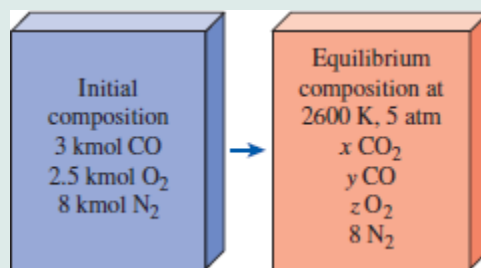 Initial
composition
3 kmol CO
2.5 kmol O₂
8 kmol N₂
Equilibrium
composition at
2600 K, 5 atm
x CO₂
y CO
z O₂
8 N₂